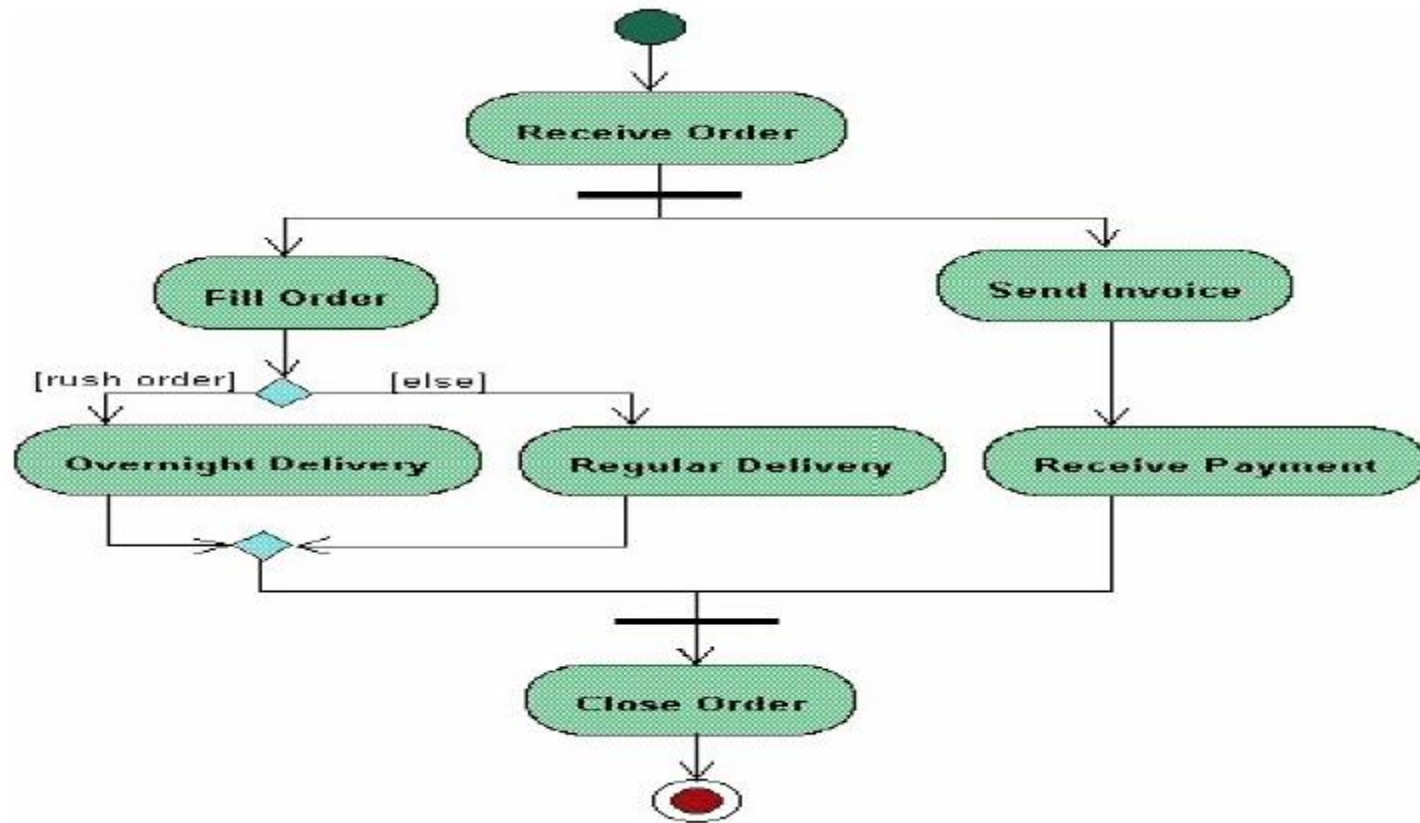 Receive Order
Fill Order
Send Invoice
[rush order]
[else]
Overnight Delivery
Regular Delivery
Receive Payment
Close Order